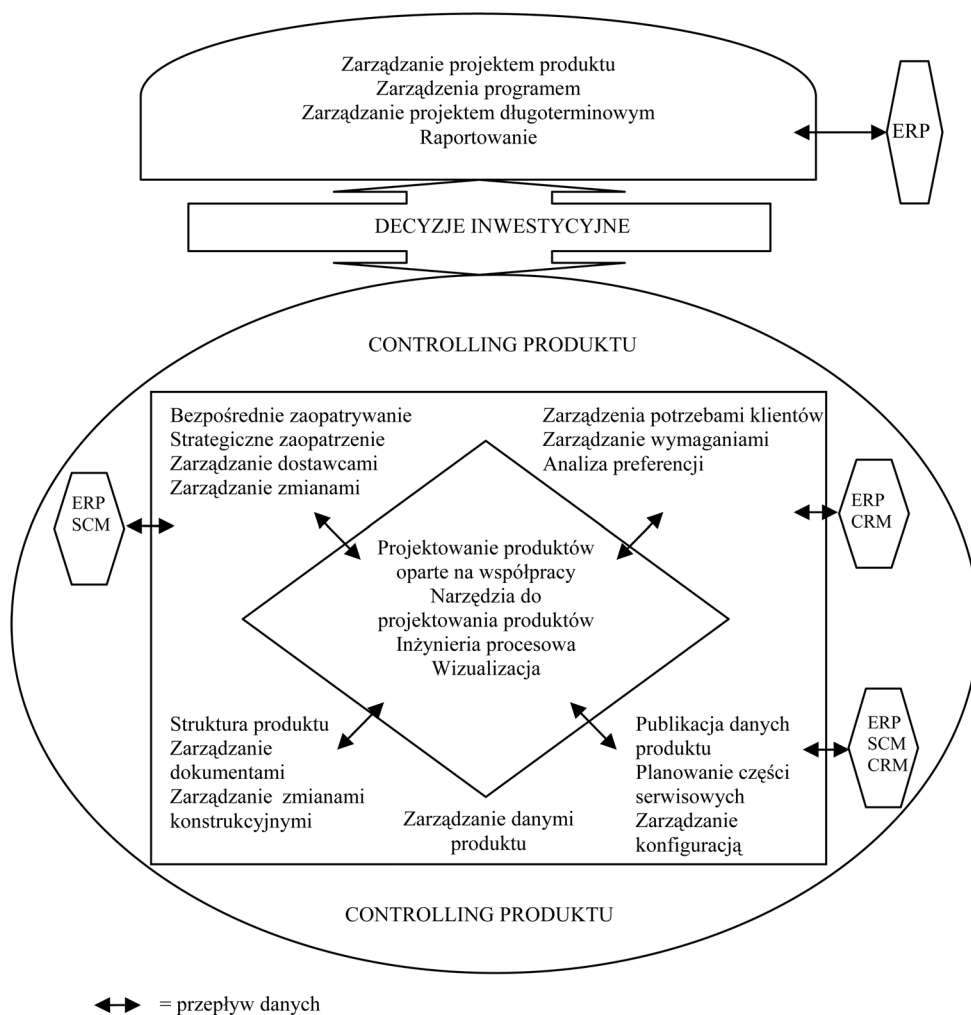 Zarządzanie projektem produktu
Zarządzenia programem
Zarządzanie projektem długoterminowym
Raportowanie
ERP
DECYZJE INWESTYCYJNE
CONTROLLING PRODUKTU
Bezpośrednie zaopatrywanie
Strategiczne zaopatrzenie
Zarządzanie dostawcami
Zarządzanie zmianami
Zarządzenia potrzebami klientów
Zarządzanie wymaganiami
Analiza preferencji
ERP
SCM
ERP
CRM
Projektowanie produktów
oparte na współpracy
Narzędzia do
projektowania produktów
Inżynieria procesowa
Wizualizacja
Struktura produktu
Zarządzanie
dokumentami
Zarządzanie zmianami
konstrukcyjnymi
Zarządzanie danymi
produktu
Publikacja danych
produktu
Planowanie części
serwisowych
Zarządzanie
konfiguracją
ERP
SCM
CRM
CONTROLLING PRODUKTU
= przepływ danych